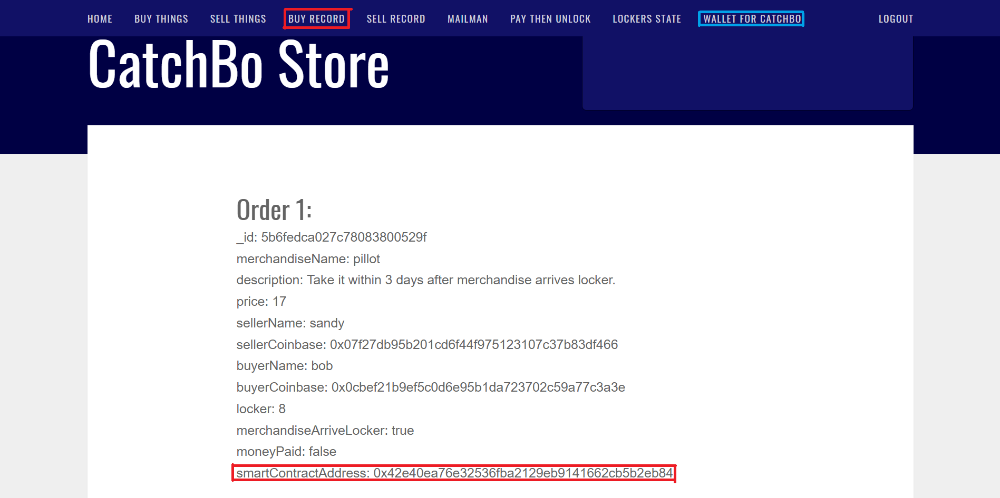 HOME BUY THINGS SELL THINGS BUY RECORD SELL RECORD MAILMAN PAY THEN UNLOCK LOCKERS STATE WALLET FOR CATCHBO LOGOUT
CatchBo Store
Order 1:
_id: 5b6fedca027c78083800529f
merchandiseName: pillot
description: Take it within 3 days after merchandise arrives locker.
price: 17
sellerName: sandy
sellerCoinbase: 0x07f27db95b201cd6f44f975123107c37b83df466
buyerName: bob
buyerCoinbase: 0x0cbef21b9ef5c0d6e95b1da723702c59a77c3a3e
locker: 8
merchandiseArriveLocker: true
moneyPaid: false
smartContractAddress: 0x42e40ea76e32536fba2129eb9141662cb5b2eb84